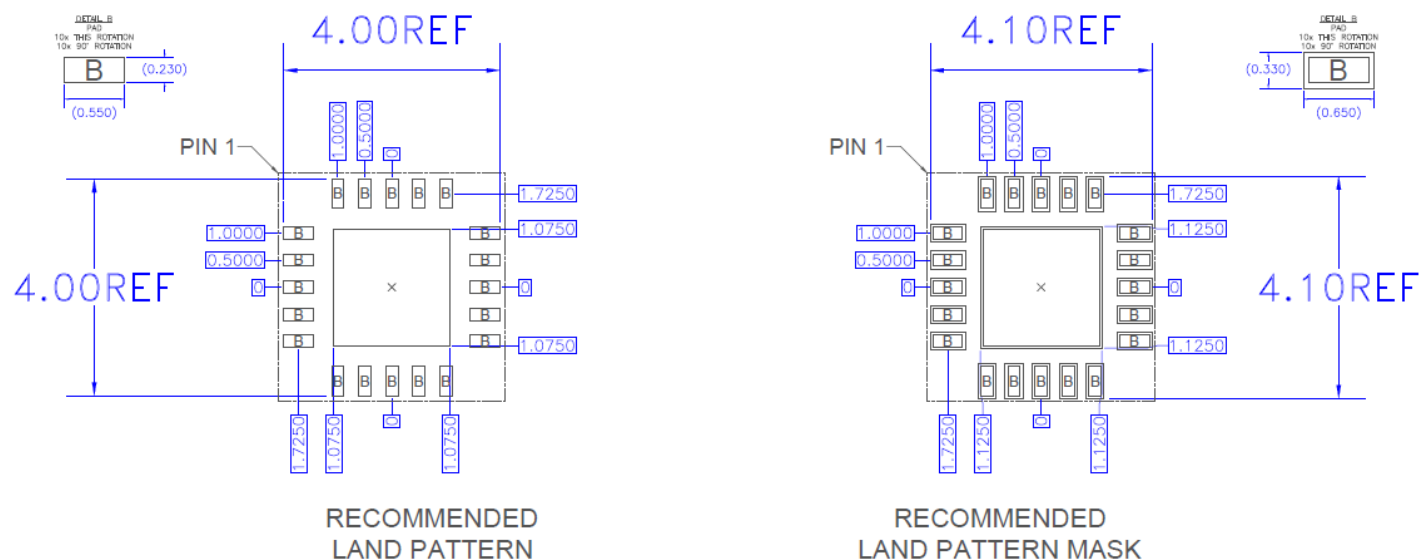 DETAIL B
PAD
10x THIS ROTATION
10x 90° ROTATION
B
(0.230)
(0.550)
4.00REF
1.0000
0.5000
0
PIN 1
B B B B B
1.7250
1.0000
B
B
1.0750
0.5000
B
B
4.00REF
0
B
B
0
B
B
B
B
1.0750
B B B B B
0
1.7250
1.0750
1.0750
RECOMMENDED
LAND PATTERN
4.10REF
DETAIL B
PAD
10x THIS ROTATION
10x 90° ROTATION
B
(0.330)
(0.650)
1.0000
0.5000
0
PIN 1
B B B B B
1.7250
1.0000
B
B
1.1250
0.5000
B
B
0
B
B
0
4.10REF
B
B
B
B
1.1250
B B B B B
0
1.7250
1.1250
1.1250
RECOMMENDED
LAND PATTERN MASK